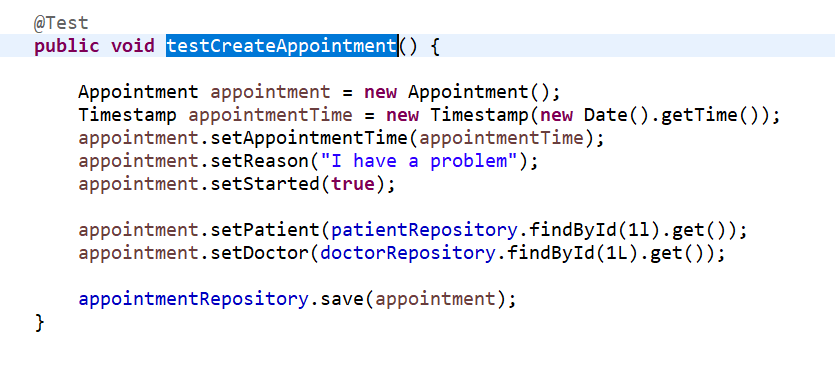 @Test
public void testCreateAppointment() {
Appointment appointment = new Appointment();
Timestamp appointmentTime = new Timestamp(new Date().getTime());
appointment.setAppointmentTime(appointmentTime);
appointment.setReason("I have a problem");
appointment.setStarted(true);
appointment.setPatient(patientRepository.findById(1l).get());
appointment.setDoctor(doctorRepository.findById(1L).get());
appointmentRepository.save(appointment);
}